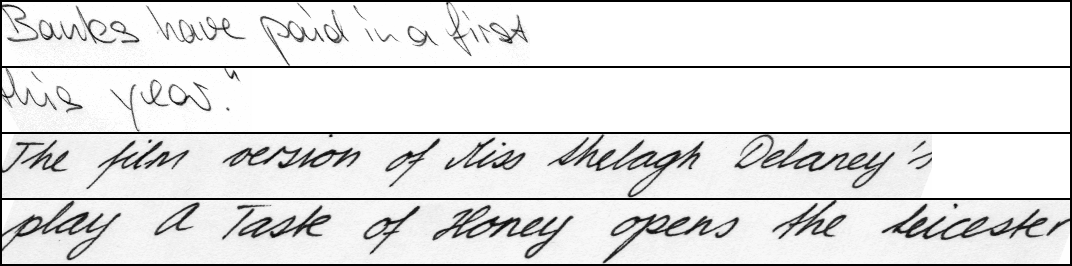 Banks have paid in a first
this year."
The film version of Miss Shelagh Delaney's
play A Taste of Honey opens the Leicester